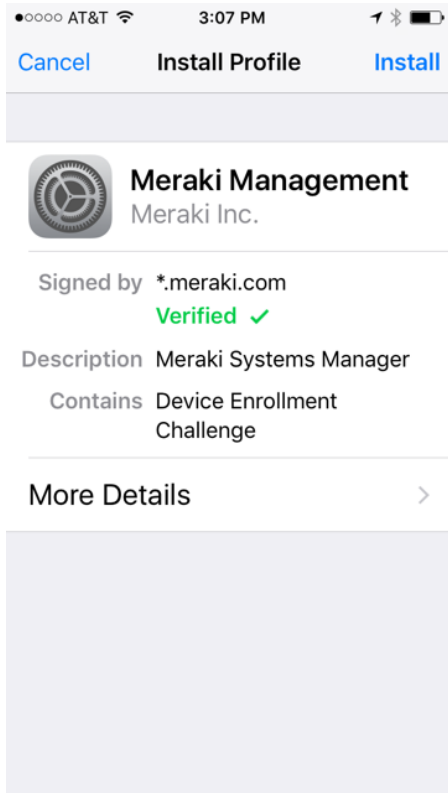 ●○○○○ AT&T 3:07 PM
Cancel Install Profile Install
Meraki Management
Meraki Inc.
Signed by *.meraki.com
Verified ✓
Description Meraki Systems Manager
Contains Device Enrollment
Challenge
More Details >